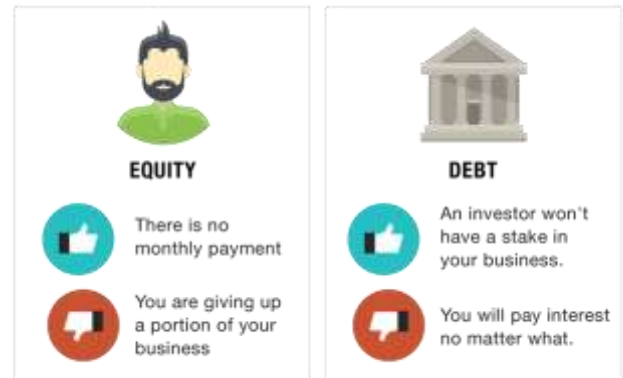 EQUITY
There is no
monthly payment
You are giving up
a portion of your
business
DEBT
An investor won't
have a stake in
your business.
You will pay interest
no matter what.